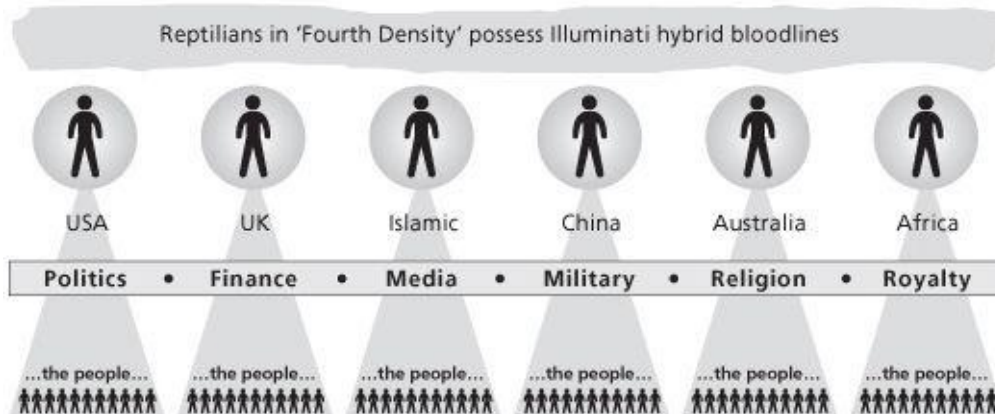 Reptilians in ‘Fourth Density’ possess Illuminati hybrid bloodlines
USA UK Islamic China Australia Africa
Politics • Finance • Media • Military • Religion • Royalty
...the people... ...the people... ...the people... ...the people... ...the people... ...the people...